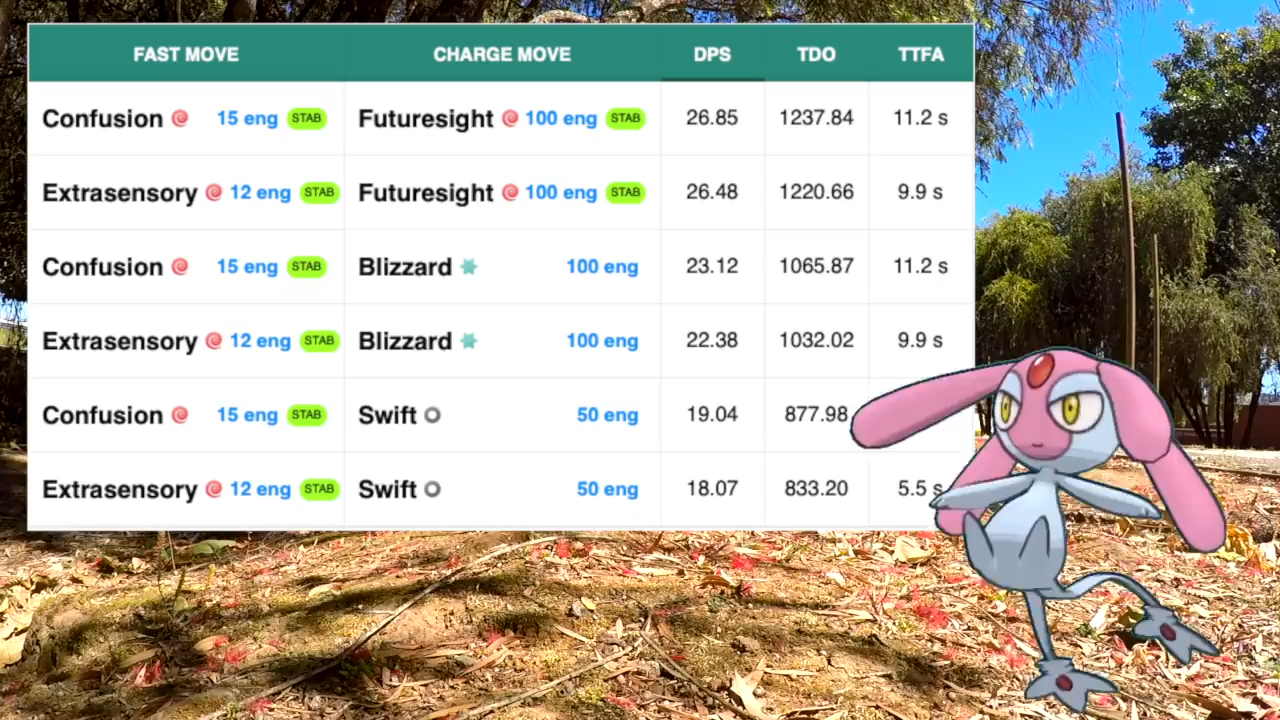 FAST MOVE CHARGE MOVE DPS TDO TTFA
Confusion 15 eng STAB Futuresight 100 eng STAB 26.85 1237.84 11.2 s
Extrasensory 12 eng STAB Futuresight 100 eng STAB 26.48 1220.66 9.9 s
Confusion 15 eng STAB Blizzard 100 eng 23.12 1065.87 11.2 s
Extrasensory 12 eng STAB Blizzard 100 eng 22.38 1032.02 9.9 s
Confusion 15 eng STAB Swift 50 eng 19.04 877.98
Extrasensory 12 eng STAB Swift 50 eng 18.07 833.20 5.5 s